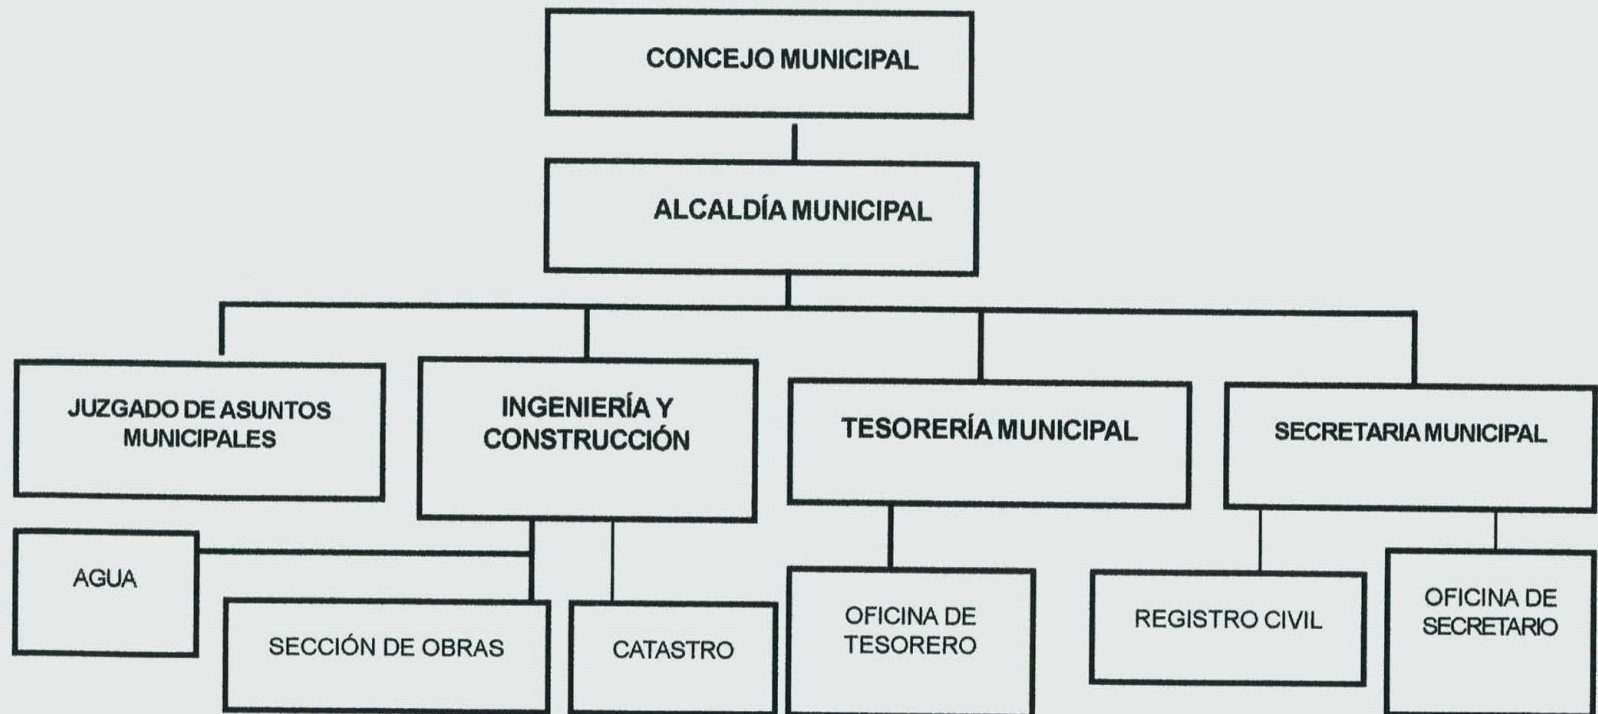 CONCEJO MUNICIPAL
ALCALDÍA MUNICIPAL
JUZGADO DE ASUNTOS
MUNICIPALES
INGENIERÍA Y
CONSTRUCCIÓN
TESORERÍA MUNICIPAL
SECRETARIA MUNICIPAL
AGUA
SECCIÓN DE OBRAS
CATASTRO
OFICINA DE
TESORERO
REGISTRO CIVIL
OFICINA DE
SECRETARIO